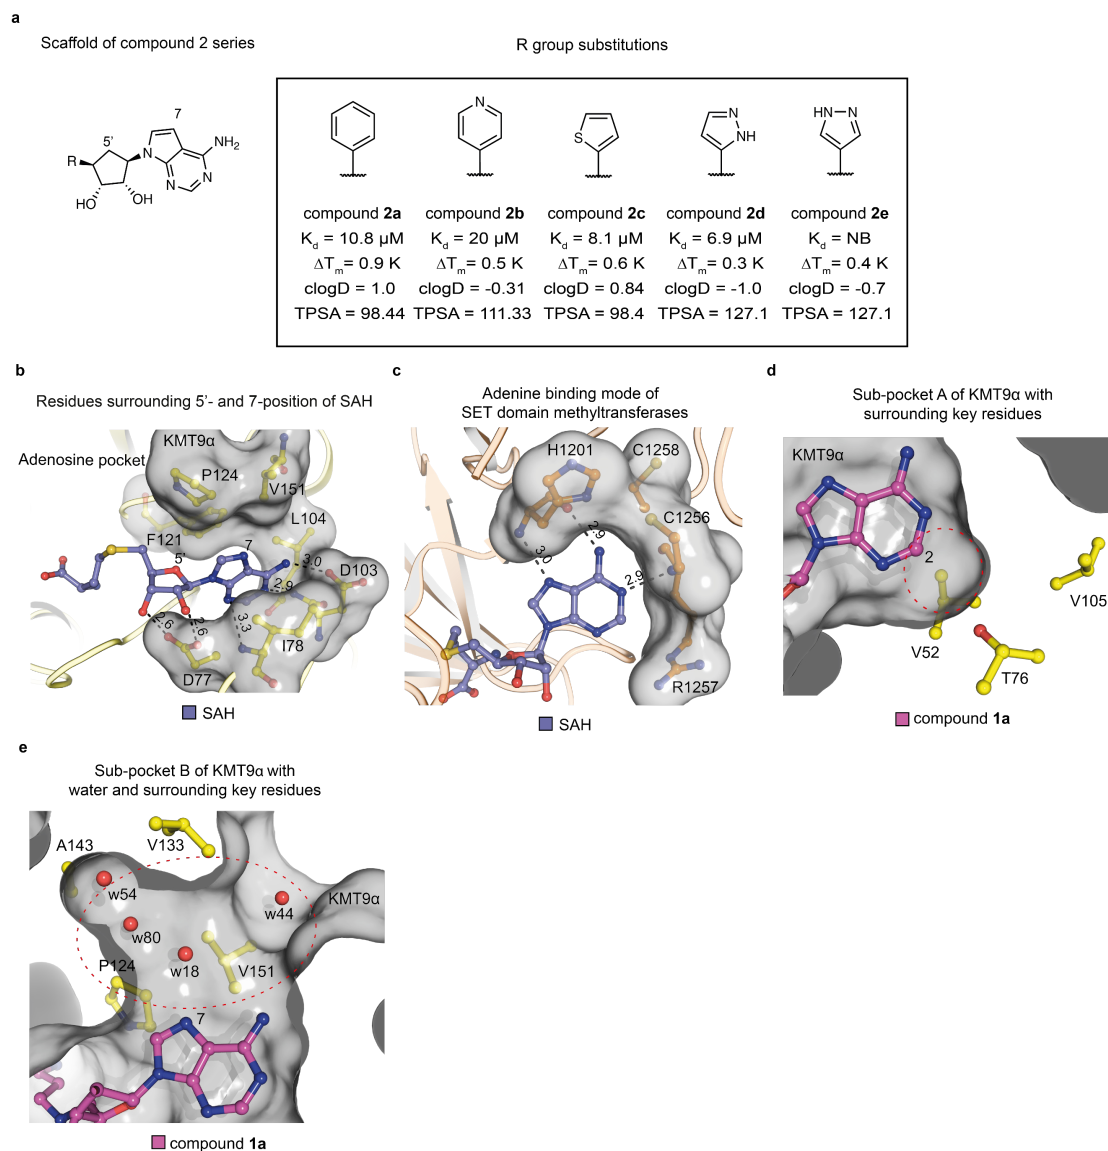 a
Scaffold of compound 2 series
R group substitutions
7
5'
R
N
NH2
N
N
HO
OH
N
S
N
NH
HN
N
compound 2a
Kd = 10.8 µM
ΔTm= 0.9 K
clogD = 1.0
TPSA = 98.44
compound 2b
Kd = 20 µM
ΔTm= 0.5 K
clogD = -0.31
TPSA = 111.33
compound 2c
Kd = 8.1 µM
ΔTm= 0.6 K
clogD = 0.84
TPSA = 98.4
compound 2d
Kd = 6.9 µM
ΔTm= 0.3 K
clogD = -1.0
TPSA = 127.1
compound 2e
Kd = NB
ΔTm= 0.4 K
clogD = -0.7
TPSA = 127.1
b
Residues surrounding 5'- and 7-position of SAH
KMT9α
Adenosine pocket
P124
V151
L104
F121
5'
7
3.0
D103
2.9
2.6
2.6
3.3
I78
D77
SAH
c
Adenine binding mode of
SET domain methyltransferases
H1201
C1258
C1256
2.9
3.0
2.9
R1257
SAH
d
Sub-pocket A of KMT9α with
surrounding key residues
KMT9α
2
V105
V52
T76
compound 1a
e
Sub-pocket B of KMT9α with
water and surrounding key residues
A143
V133
w54
w44
KMT9α
w80
w18
P124
V151
7
compound 1a